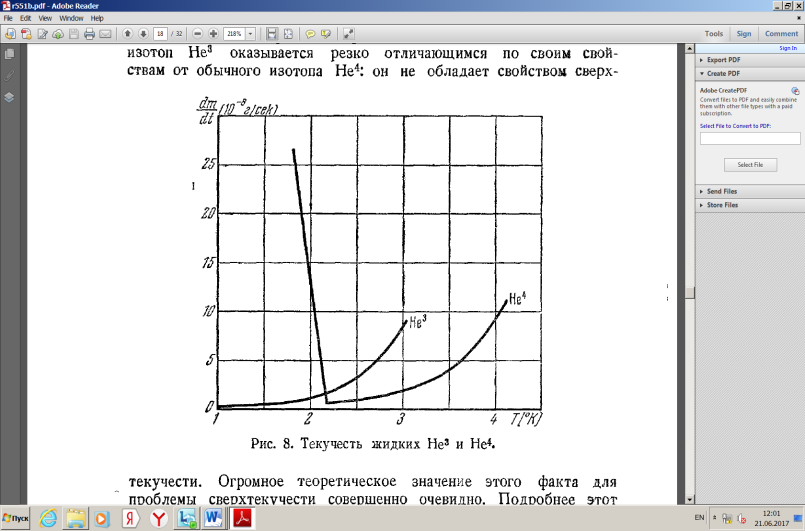 r551b.pdf - Adobe Reader
File Edit View Window Help
18 / 32 218% Tools Sign Comment
Sign In
Export PDF
Create PDF
Adobe CreatePDF
Convert files to PDF and easily combine
them with other file types with a paid
subscription.
Select File to Convert to PDF:
Select File
Send Files
Store Files
изотоп He³ оказывается резко отличающимся по своим свой-
ствам от обычного изотопа He⁴: он не обладает свойством сверх-
dm/dt (10⁻³ г/сек)
25
20
15
10
5
0
He³
He⁴
1 2 3 4 T[°K]
Рис. 8. Текучесть жидких He³ и He⁴.
текучести. Огромное теоретическое значение этого факта для
проблемы сверхтекучести совершенно очевидно. Подробнее этот
Пуск
EN
12:01
21.06.2017